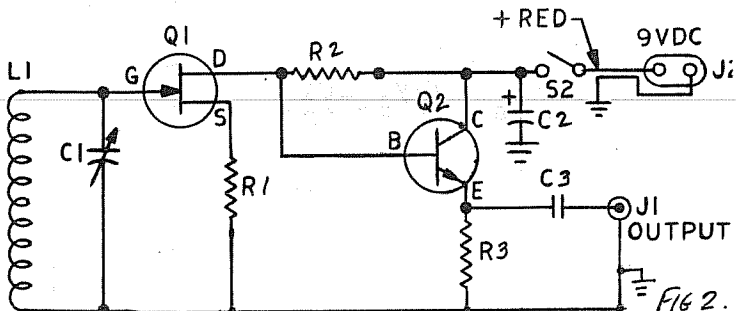 + RED
Q1
9VDC
J2
L1
G
D
R2
S
S2
Q2
C
+
C2
C1
B
R1
E
C3
J1
OUTPUT
R3
FIG 2.